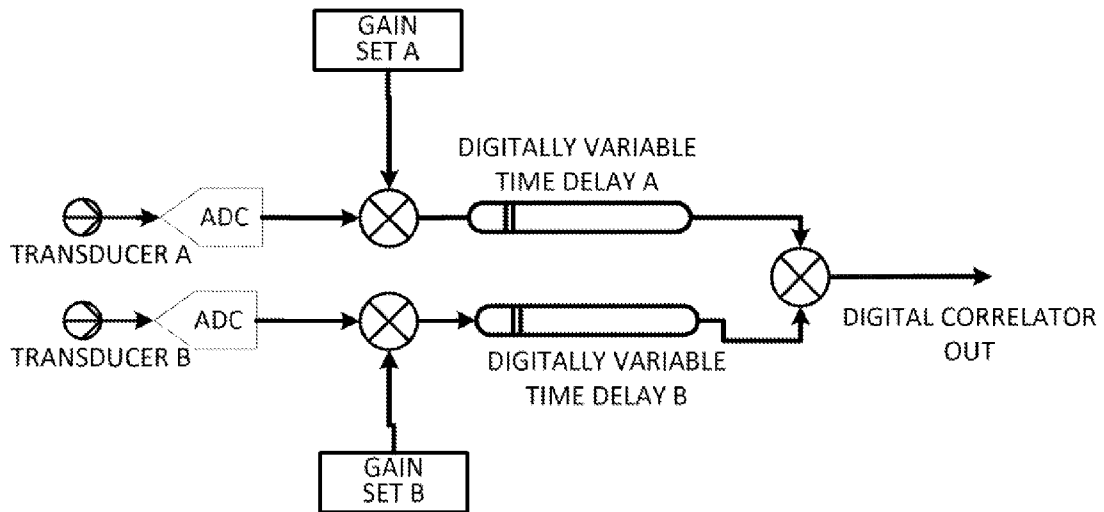 GAIN
SET A
DIGITALLY VARIABLE
TIME DELAY A
ADC
TRANSDUCER A
ADC
TRANSDUCER B
DIGITAL CORRELATOR
OUT
DIGITALLY VARIABLE
TIME DELAY B
GAIN
SET B